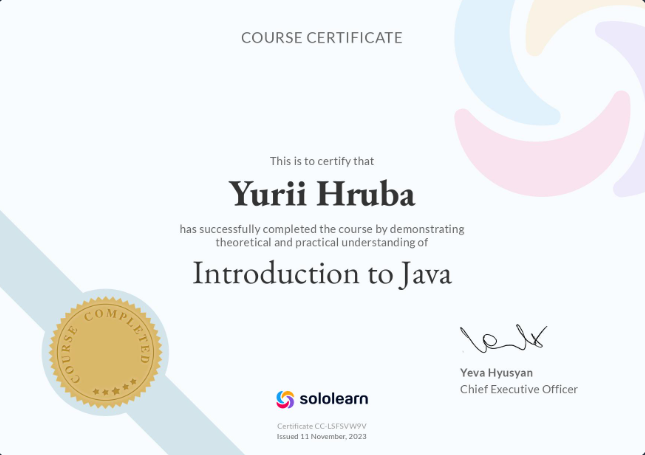 COURSE CERTIFICATE
This is to certify that
Yurii Hruba
has successfully completed the course by demonstrating
theoretical and practical understanding of
Introduction to Java
COURSE COMPLETED
Yeva Hyusyan
Chief Executive Officer
sololearn
Certificate CC-LSFSVW9V
Issued 11 November, 2023